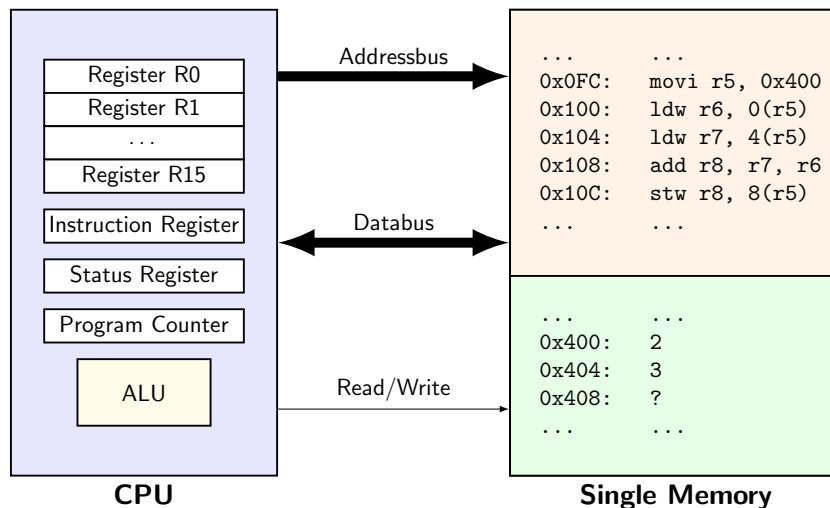 Register R0
Register R1
...
Register R15
Instruction Register
Status Register
Program Counter
ALU
CPU
Addressbus
Databus
Read/Write
... ...
0x0FC: movi r5, 0x400
0x100: ldw r6, 0(r5)
0x104: ldw r7, 4(r5)
0x108: add r8, r7, r6
0x10C: stw r8, 8(r5)
... ...
... ...
0x400: 2
0x404: 3
0x408: ?
... ...
Single Memory